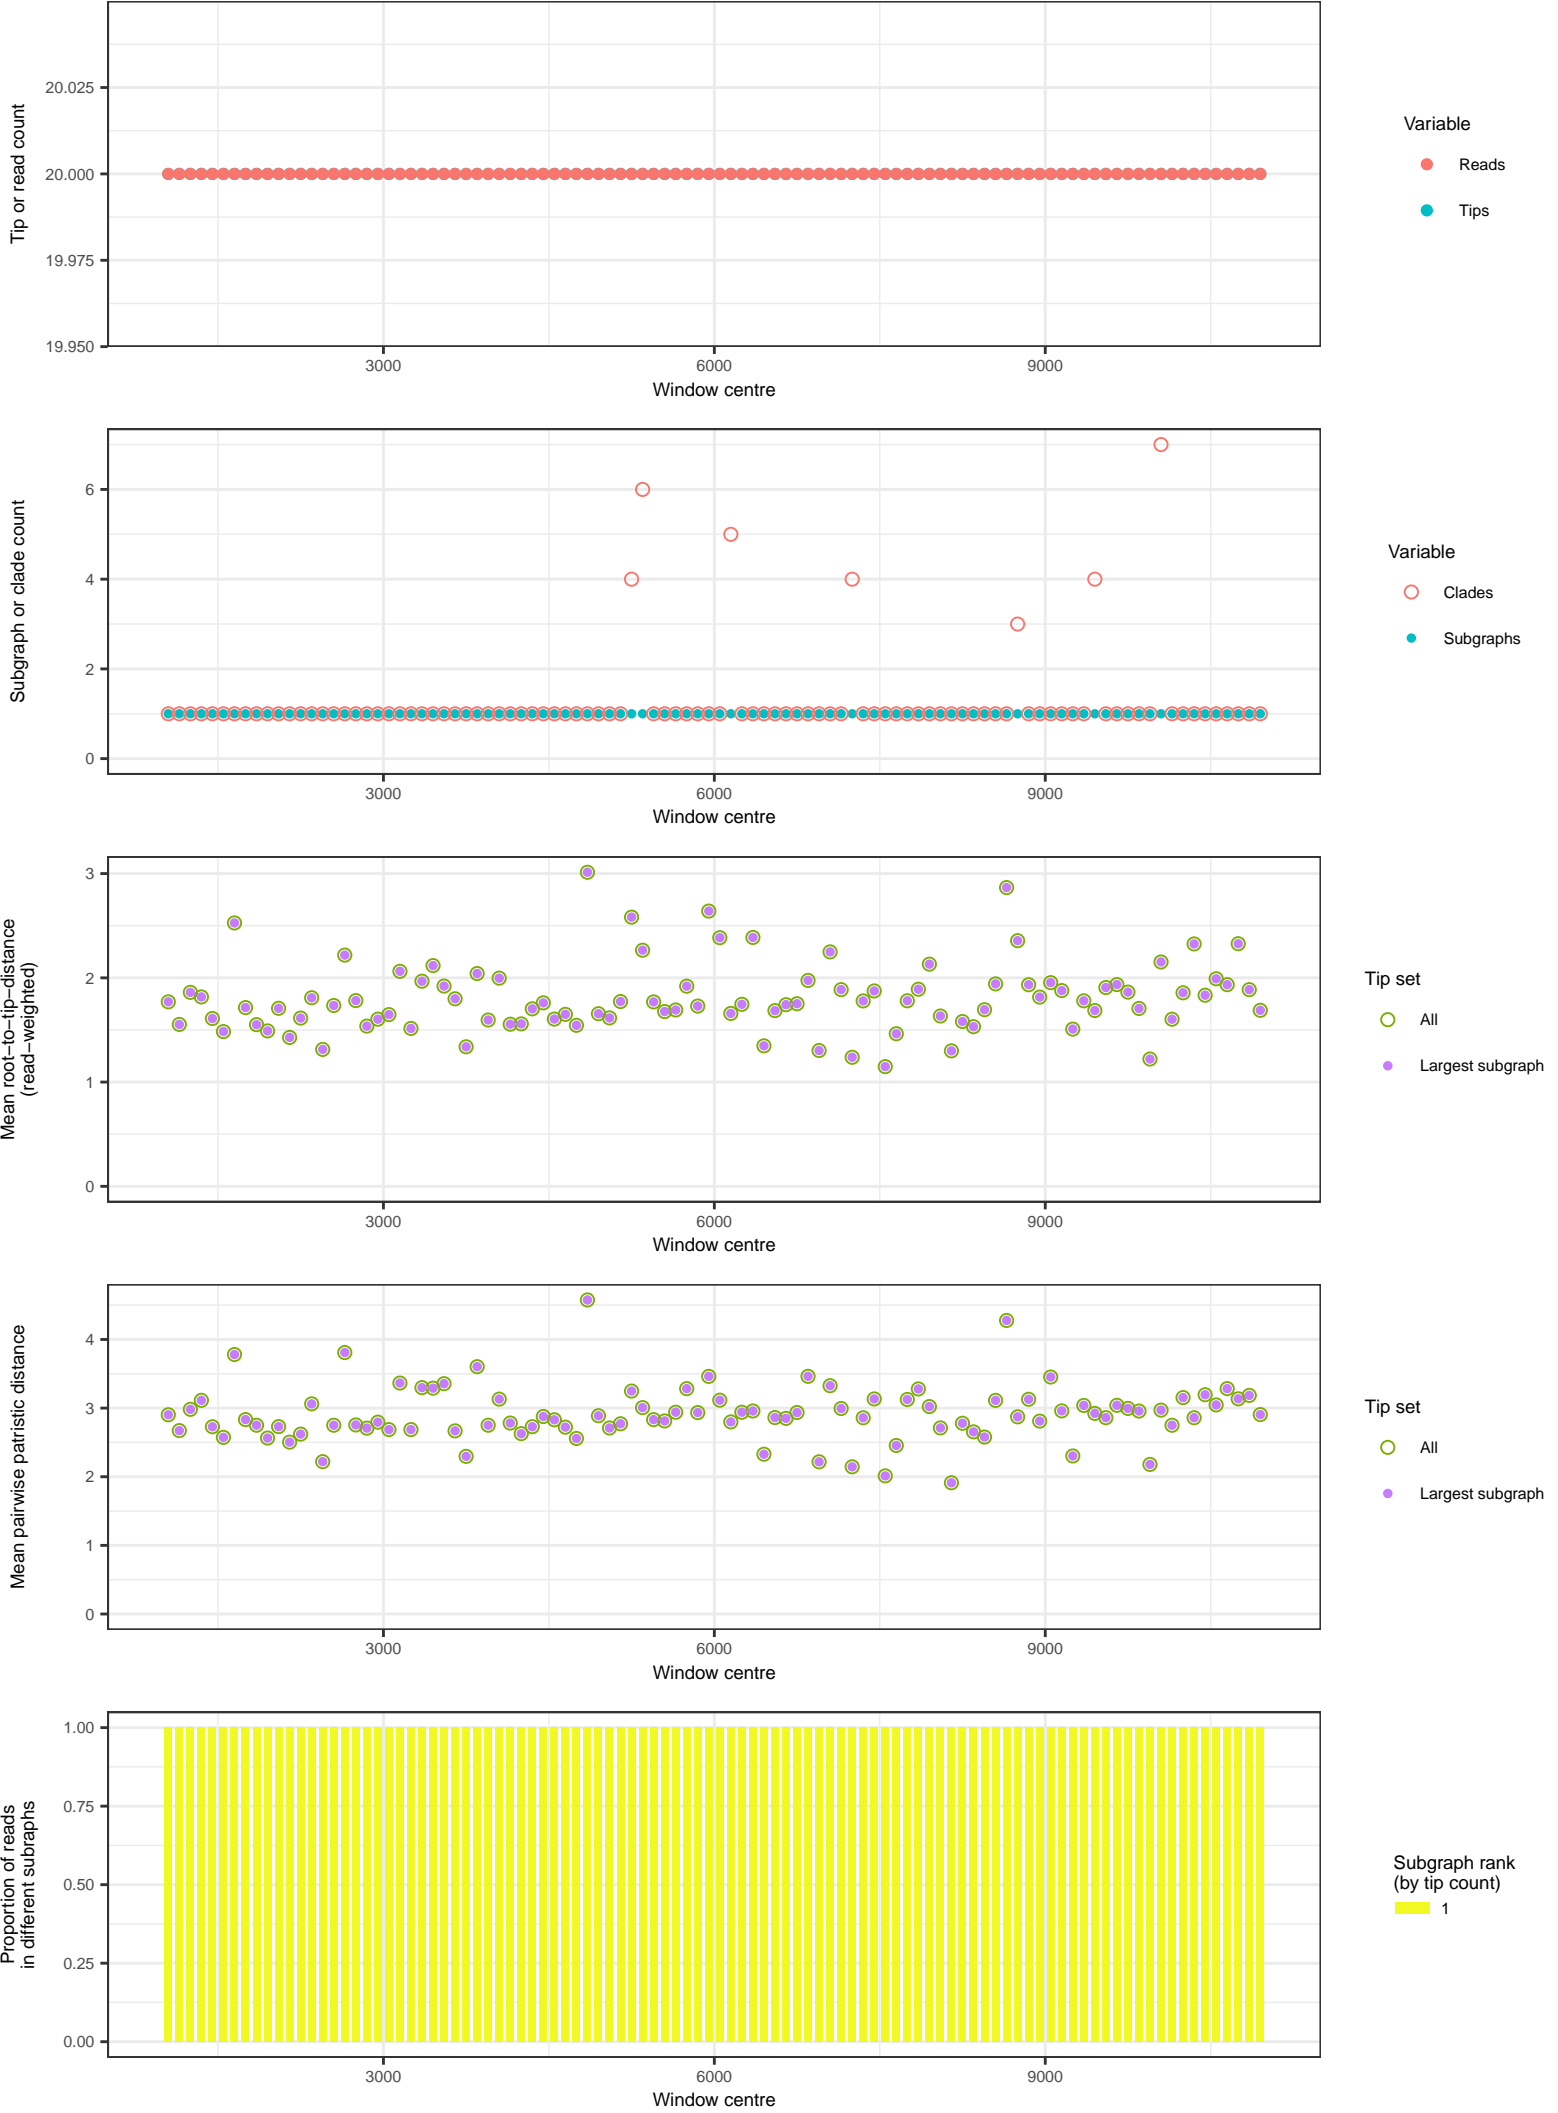 20.025
20.000
19.975
19.950
Tip or read count
3000
6000
9000
Window centre
Variable
Reads
Tips
6
4
2
0
Subgraph or clade count
3000
6000
9000
Window centre
Variable
Clades
Subgraphs
3
2
1
0
Mean root−to−tip−distance
(read−weighted)
3000
6000
9000
Window centre
Tip set
All
Largest subgraph
4
3
2
1
0
Mean pairwise patristic distance
3000
6000
9000
Window centre
Tip set
All
Largest subgraph
1.00
0.75
0.50
0.25
0.00
Proportion of reads
in different subraphs
3000
6000
9000
Window centre
Subgraph rank
(by tip count)
1